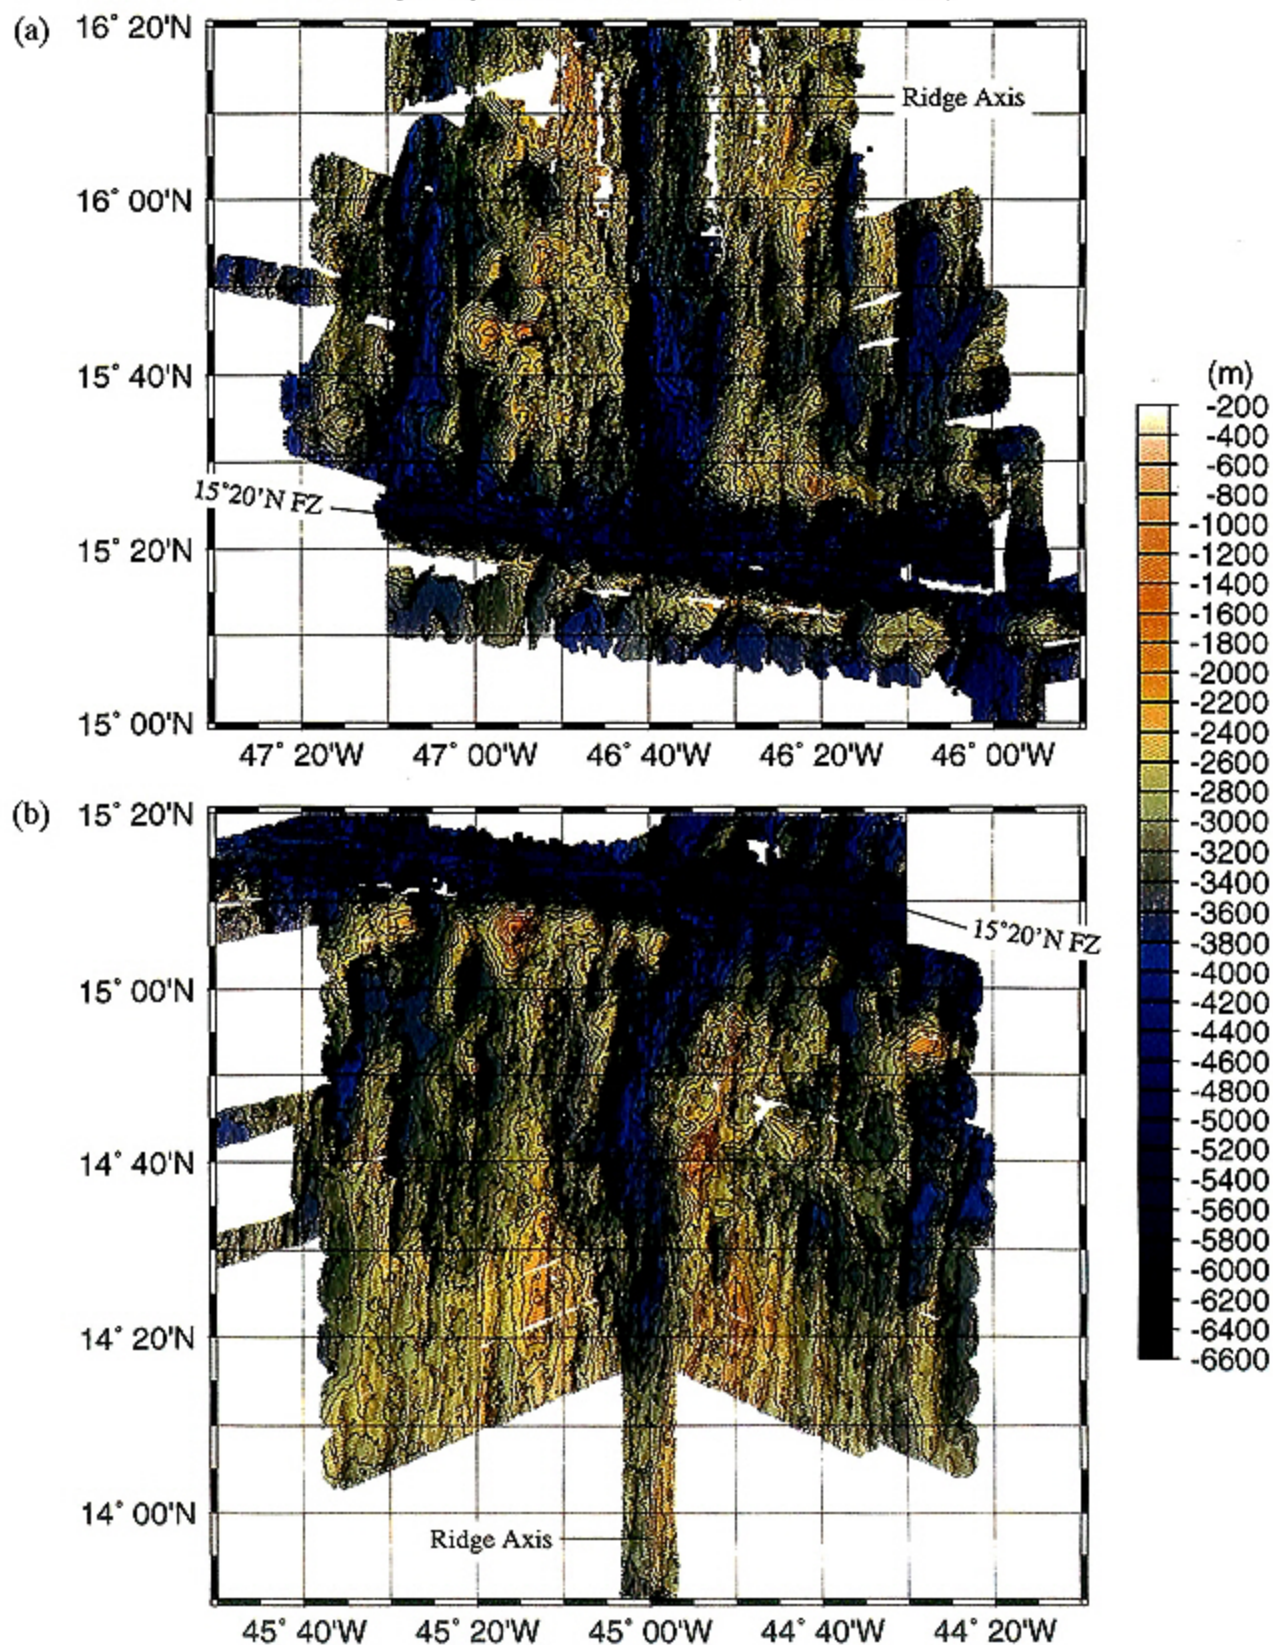 (a)
16° 20'N
Ridge Axis
16° 00'N
15° 40'N
15°20'N FZ
15° 20'N
15° 00'N
47° 20'W 47° 00'W 46° 40'W 46° 20'W 46° 00'W
(m)
-200
-400
-600
-800
-1000
-1200
-1400
-1600
-1800
-2000
-2200
-2400
-2600
-2800
-3000
-3200
-3400
-3600
-3800
-4000
-4200
-4400
-4600
-4800
-5000
-5200
-5400
-5600
-5800
-6000
-6200
-6400
-6600
(b)
15° 20'N
15°20'N FZ
15° 00'N
14° 40'N
14° 20'N
14° 00'N
Ridge Axis
45° 40'W 45° 20'W 45° 00'W 44° 40'W 44° 20'W